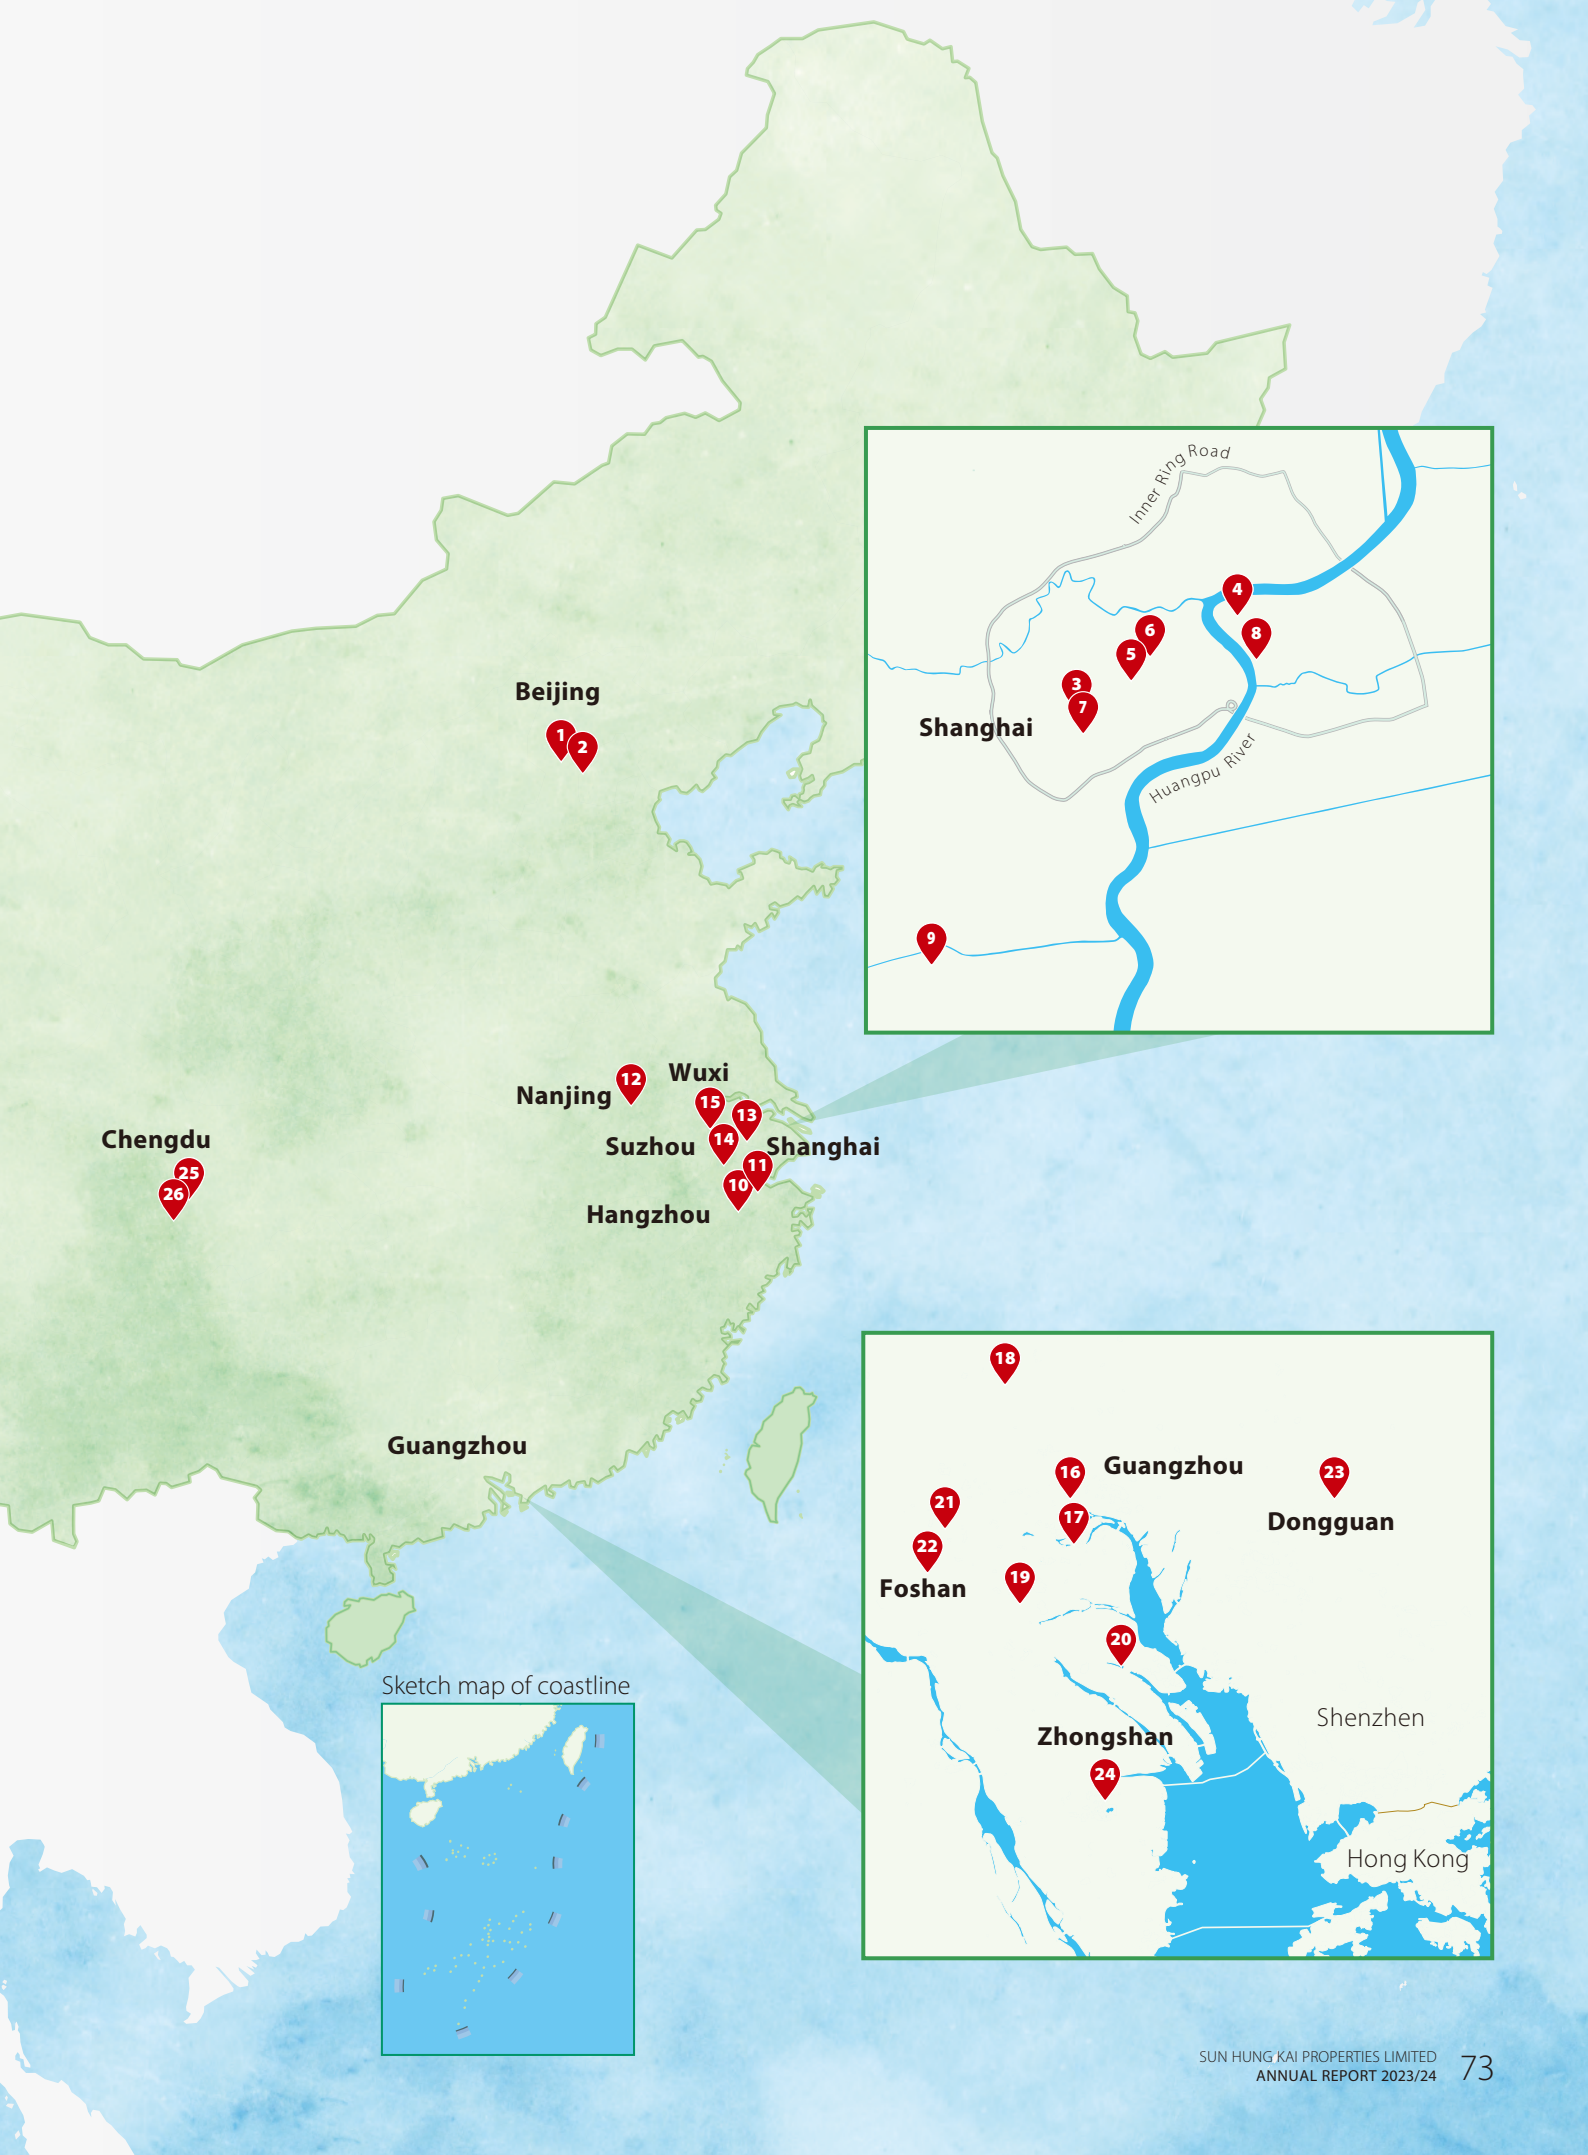 Inner Ring Road
4
6
8
5
3
7
Shanghai
Huangpu River
9
Beijing
1
2
Wuxi
12
Nanjing
15
13
14
Suzhou
Shanghai
11
10
Hangzhou
Chengdu
25
26
Guangzhou
18
16
Guangzhou
23
21
17
Dongguan
22
Foshan
19
20
Shenzhen
Zhongshan
24
Hong Kong
Sketch map of coastline
SUN HUNG KAI PROPERTIES LIMITED
ANNUAL REPORT 2023/24
73